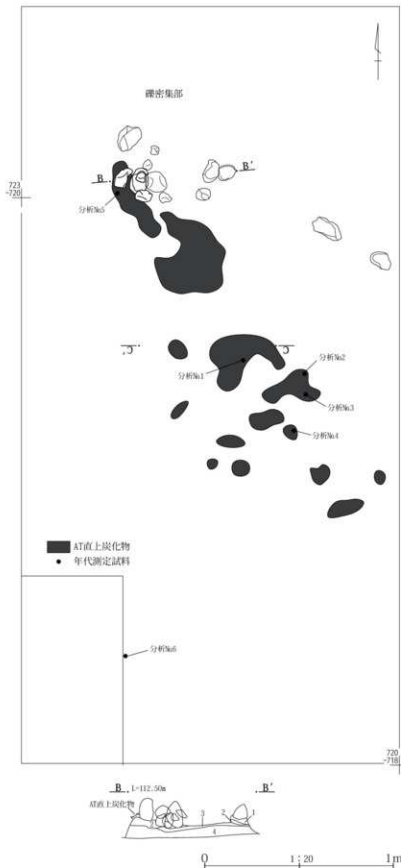 礫密集部
B
B′
723
-720
分析№5
C′
C
分析№2
分析№1
分析№3
分析№4
AT直上炭化物
年代測定試料
分析№6
720
-718
B
L=112.50m
B′
AT直上炭化物
3
2
1
2
4
0
1:20
1m